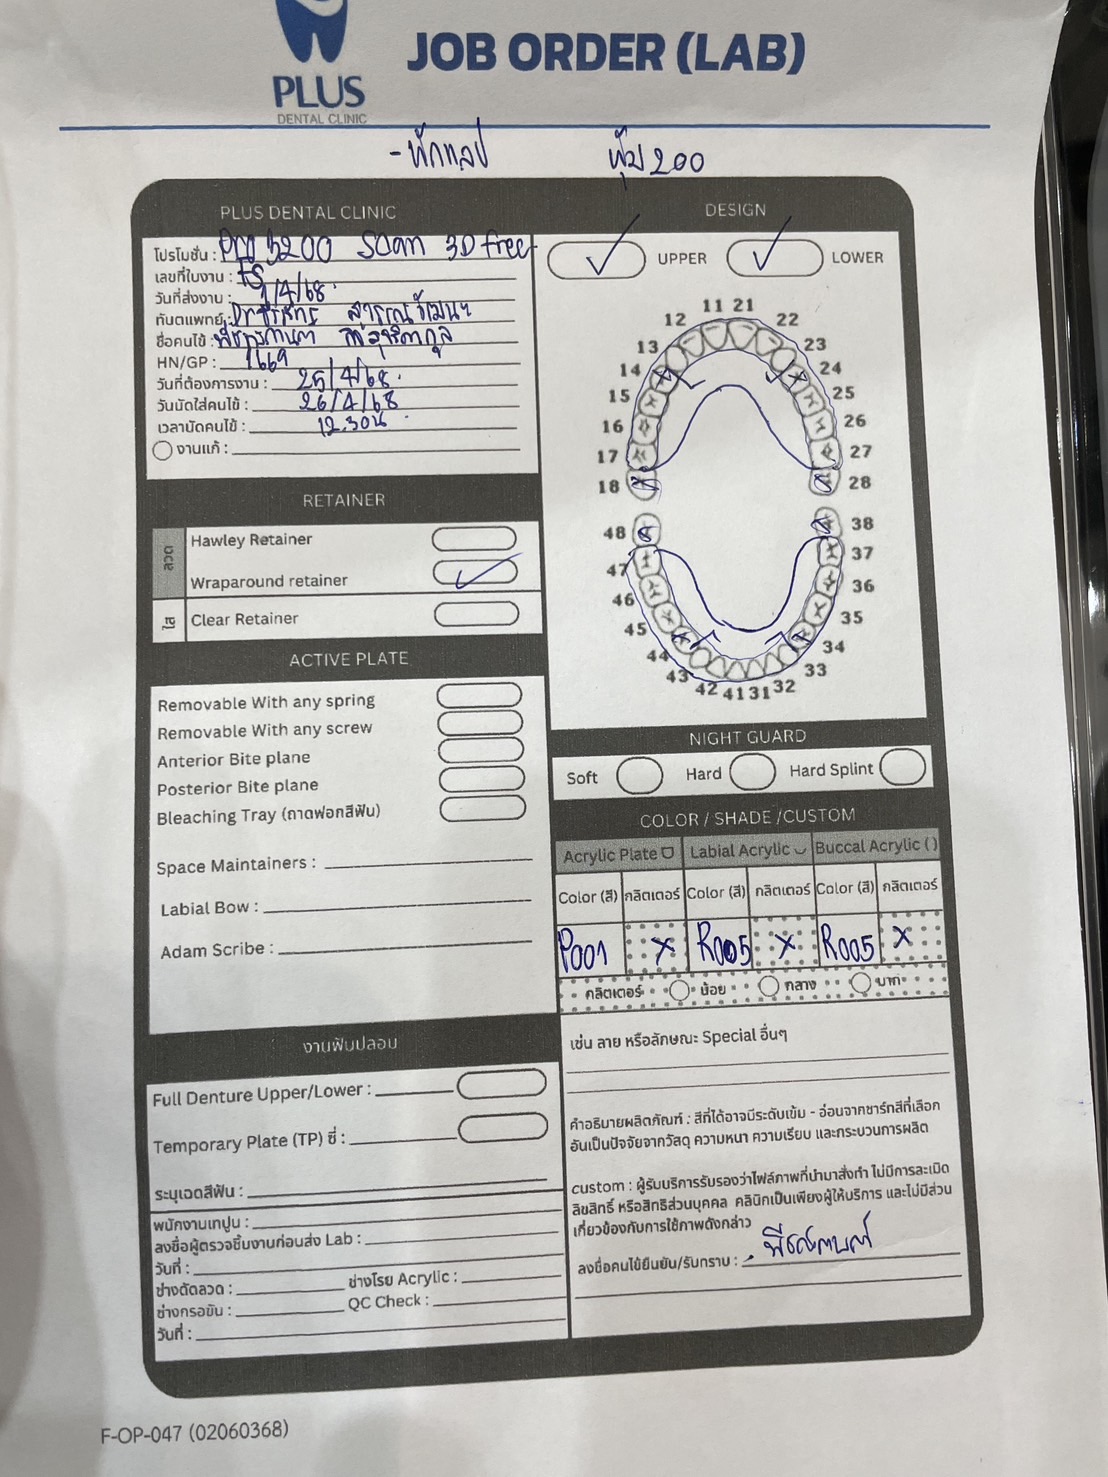 PLUS
DENTAL CLINIC
JOB ORDER (LAB)
- พักแลป
200
PLUS DENTAL CLINIC
โปรโมชั่น : Pro 5200 Scan 3D free
เลขที่ใบงาน : FS
วันที่ส่งงาน : 9/4/68
ทันตแพทย์ :
ชื่อคนไข้ :
HN/GP : 1669
วันที่ต้องการงาน : 25/4/68
วันนัดใส่คนไข้ : 26/4/68
เวลานัดคนไข้ : 12.30น
งานแก้ :
DESIGN
UPPER LOWER
11 21
12 22
13 23
14 24
15 25
16 26
17 27
18 28
48 38
47 37
46 36
45 35
44 34
43 33
42 41 31 32
RETAINER
ลวด
Hawley Retainer
Wraparound retainer
ใส
Clear Retainer
ACTIVE PLATE
Removable With any spring
Removable With any screw
Anterior Bite plane
Posterior Bite plane
Bleaching Tray (ถาดฟอกสีฟัน)
Space Maintainers :
Labial Bow :
Adam Scribe :
NIGHT GUARD
Soft Hard Hard Splint
COLOR / SHADE /CUSTOM
Acrylic Plate Labial Acrylic Buccal Acrylic ( )
Color (สี) กลิตเตอร์ Color (สี) กลิตเตอร์ Color (สี) กลิตเตอร์
P001 X R005 X R005 X
กลิตเตอร์ น้อย กลาง มาก
เช่น ลาย หรือลักษณะ Special อื่นๆ
คำอธิบายผลิตภัณฑ์ : สีที่ได้อาจมีระดับเข้ม - อ่อนจากชาร์ทสีที่เลือก
อันเป็นปัจจัยจากวัสดุ ความหนา ความเรียบ และกระบวนการผลิต
custom : ผู้รับบริการรับรองว่าไฟล์ภาพที่นำมาสั่งทำ ไม่มีการละเมิด
ลิขสิทธิ์ หรือสิทธิส่วนบุคคล คลินิกเป็นเพียงผู้ให้บริการ และไม่มีส่วน
เกี่ยวข้องกับการใช้ภาพดังกล่าว
ลงชื่อคนไข้ยืนยัน/รับทราบ :
งานฟันปลอม
Full Denture Upper/Lower :
Temporary Plate (TP) ซี่ :
ระบุเฉดสีฟัน :
พนักงานเทปูน :
ลงชื่อผู้ตรวจชิ้นงานก่อนส่ง Lab :
วันที่ :
ช่างดัดลวด : ช่างโรย Acrylic :
ช่างกรอขัน : QC Check :
วันที่ :
F-OP-047 (02060368)